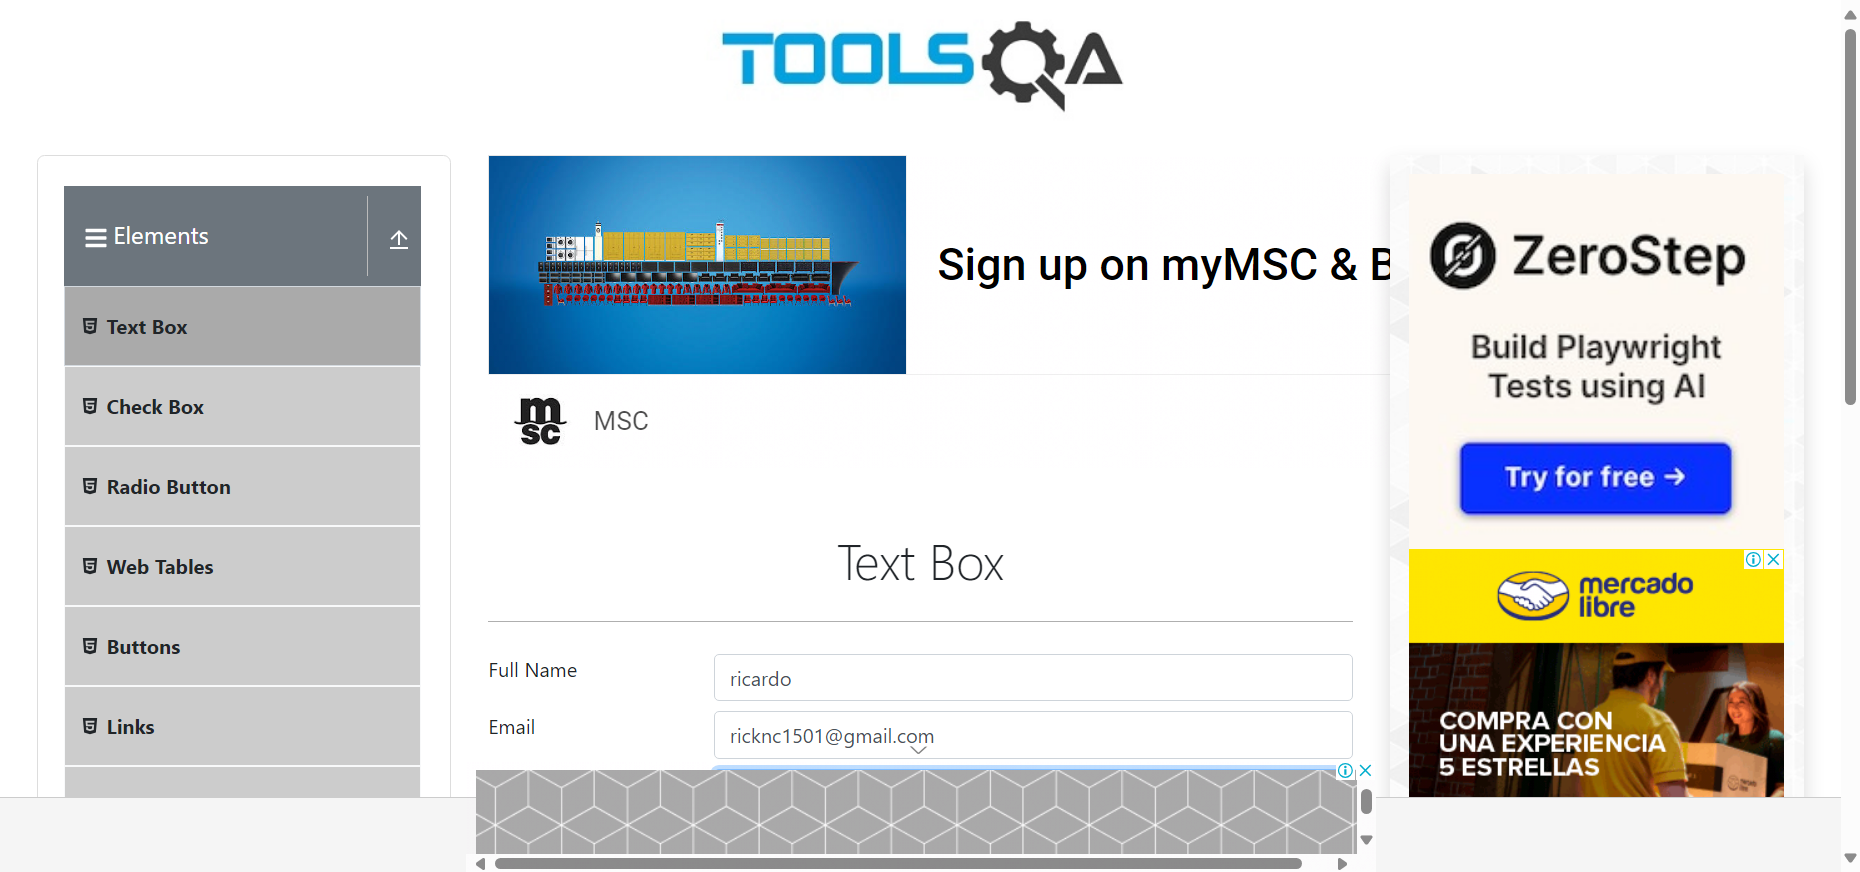 TOOLSQA
Elements
Text Box
Check Box
Radio Button
Web Tables
Buttons
Links
Sign up on myMSC & B
msc
MSC
Text Box
Full Name
ricardo
Email
ricknc1501@gmail.com
ZeroStep
Build Playwright
Tests using AI
Try for free →
mercado
libre
COMPRA CON
UNA EXPERIENCIA
5 ESTRELLAS